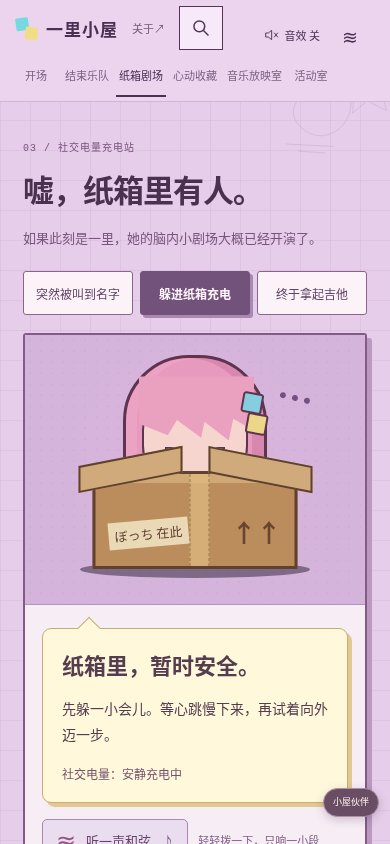 一里小屋
关于↗
音效 关
开场 结束乐队 纸箱剧场 心动收藏 音乐放映室 活动室
03 / 社交电量充电站
嘘，纸箱里有人。
如果此刻是一里，她的脑内小剧场大概已经开演了。
突然被叫到名字 躲进纸箱充电 终于拿起吉他
ぼっち 在此
纸箱里，暂时安全。
先躲一小会儿。等心跳慢下来，再试着向外
迈一步。
社交电量：安静充电中
小屋伙伴
听一声和弦 轻轻拨一下，只响一小段